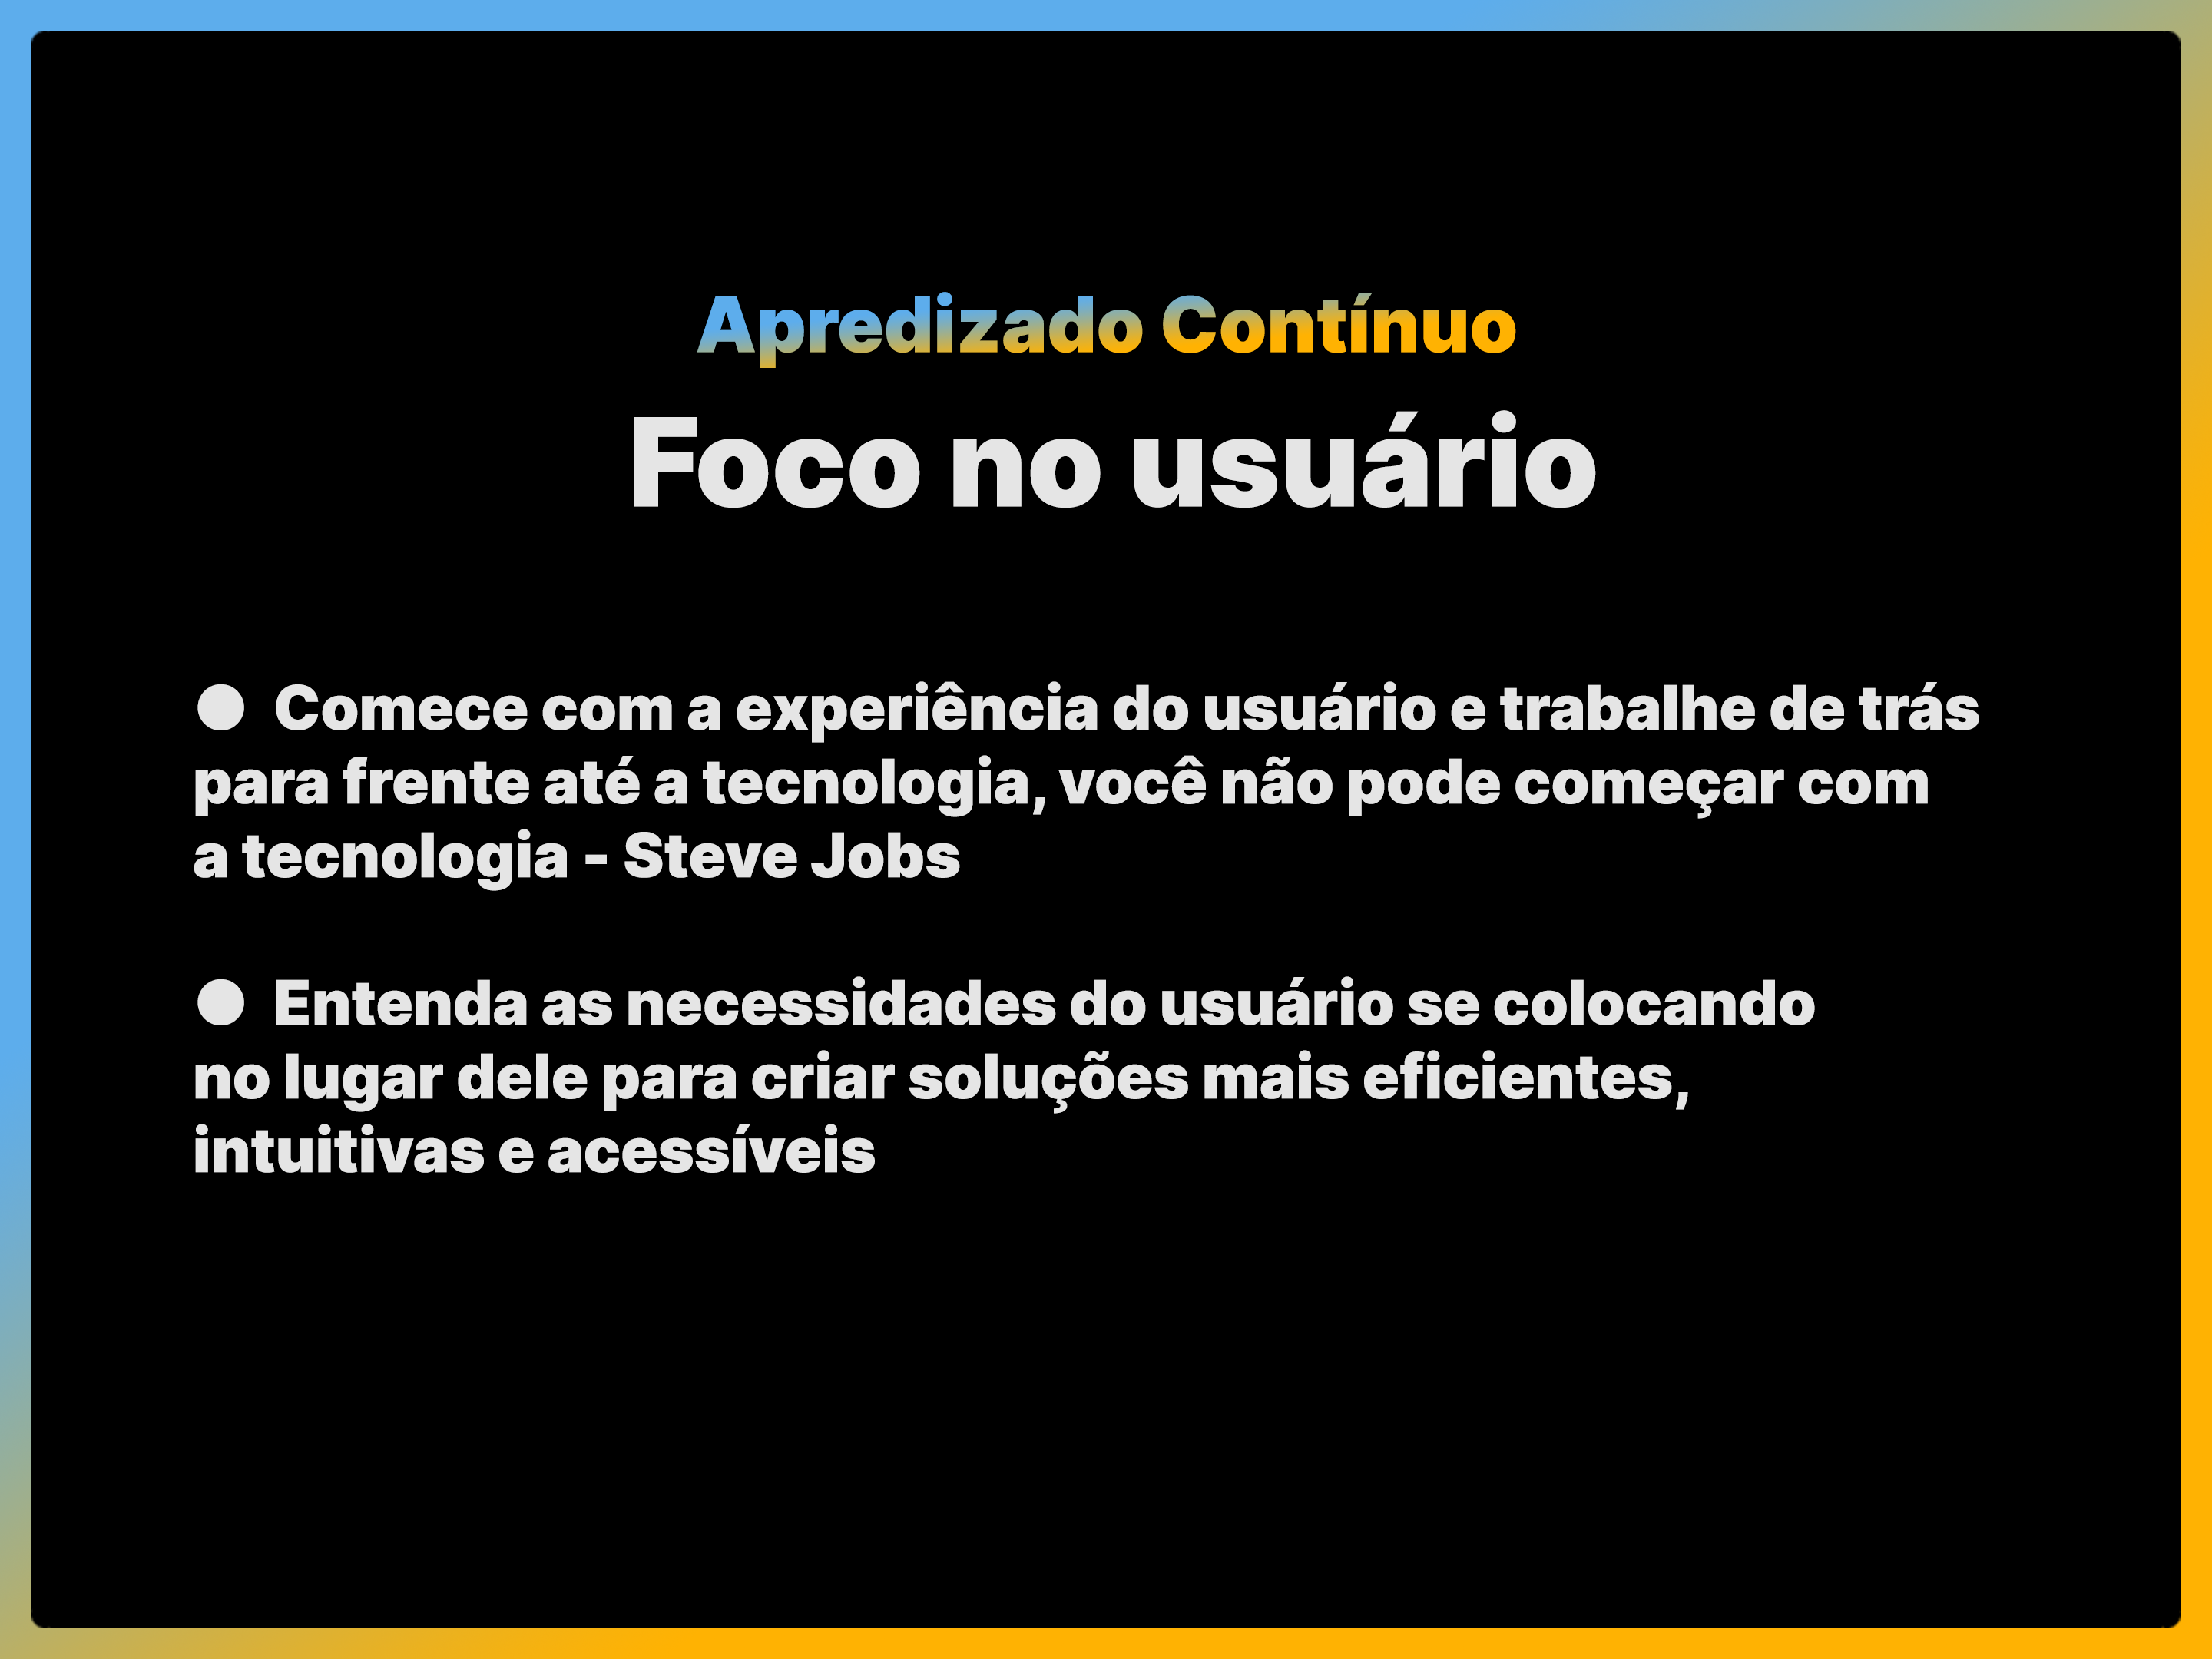 Apredizado Contínuo
Foco no usuário
● Comece com a experiência do usuário e trabalhe de trás
para frente até a tecnologia, você não pode começar com
a tecnologia - Steve Jobs
● Entenda as necessidades do usuário se colocando
no lugar dele para criar soluções mais eficientes,
intuitivas e acessíveis